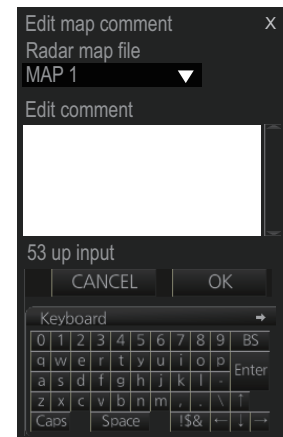 Edit map comment X
Radar map file
MAP 1
Edit comment
53 up input
CANCEL OK
Keyboard →
0 1 2 3 4 5 6 7 8 9 BS
q w e r t y u i o p
Enter
a s d f g h j k l -
z x c v b n m , . \ ↑
Caps Space !$& ← ↓ →